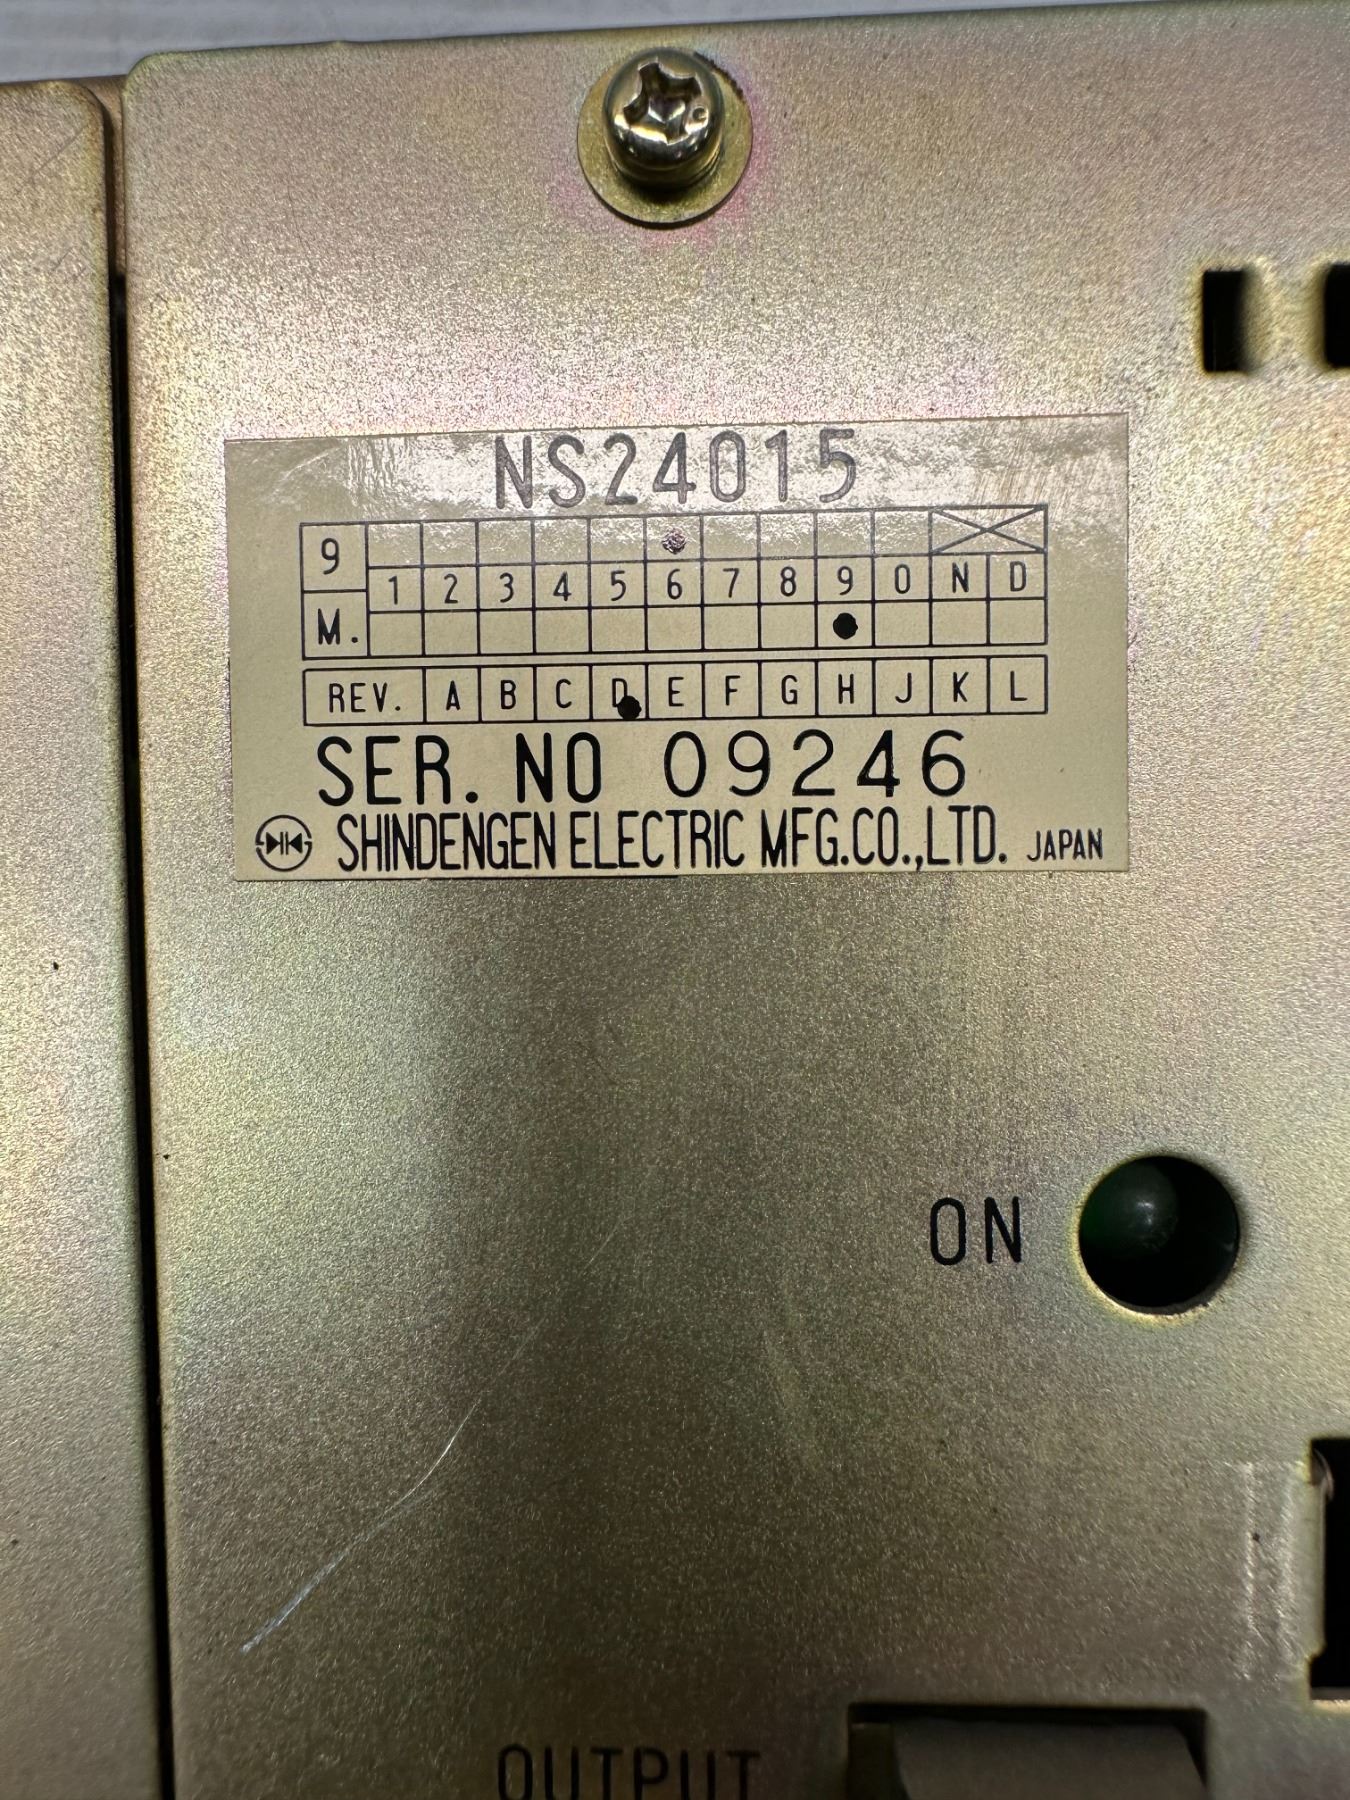 NS24015
9
1 2 3 4 5 6 7 8 9 0 N D
M.
REV. A B C D E F G H J K L
SER. NO 09246
SHINDENGEN ELECTRIC MFG.CO.,LTD. JAPAN
ON
OUTPUT